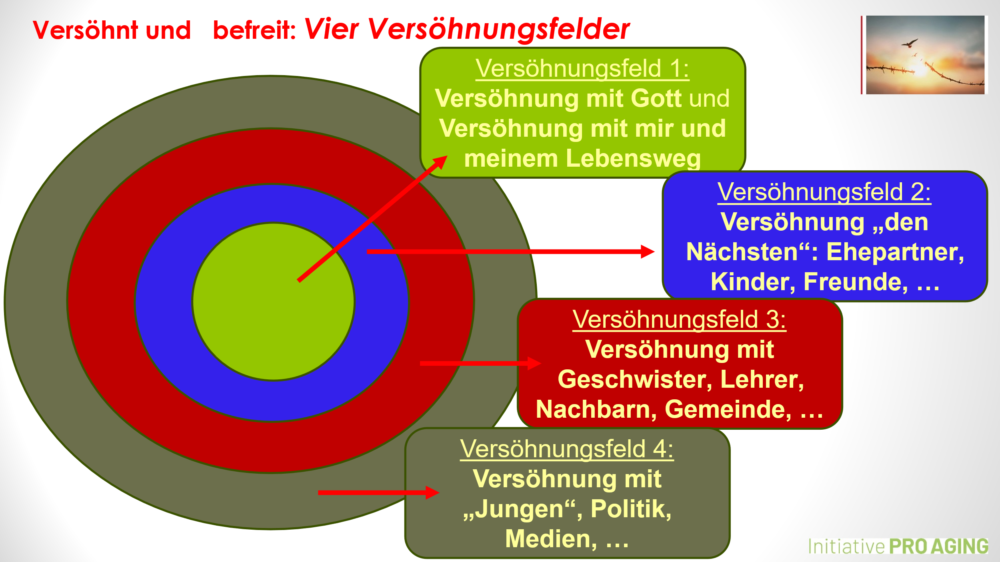 Versöhnt und befreit: Vier Versöhnungsfelder
Versöhnungsfeld 1:
Versöhnung mit Gott und
Versöhnung mit mir und
meinem Lebensweg
Versöhnungsfeld 2:
Versöhnung „den
Nächsten“: Ehepartner,
Kinder, Freunde, …
Versöhnungsfeld 3:
Versöhnung mit
Geschwister, Lehrer,
Nachbarn, Gemeinde, …
Versöhnungsfeld 4:
Versöhnung mit
„Jungen“, Politik,
Medien, …
Initiative PRO AGING